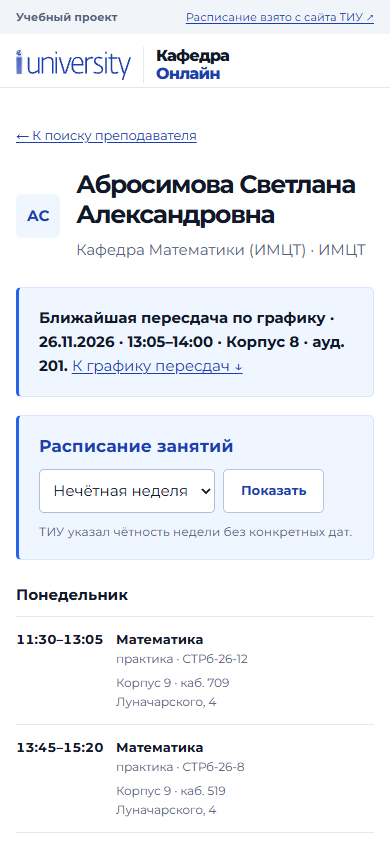 Учебный проект
Расписание взято с сайта ТИУ ↗
iuniversity
Кафедра
Онлайн
← К поиску преподавателя
АС
Абросимова Светлана
Александровна
Кафедра Математики (ИМЦТ) · ИМЦТ
Ближайшая пересдача по графику ·
26.11.2026 · 13:05–14:00 · Корпус 8 · ауд.
201. К графику пересдач ↓
Расписание занятий
Нечётная неделя
Показать
ТИУ указал чётность недели без конкретных дат.
Понедельник
11:30–13:05 Математика
практика · СТРб-26-12
Корпус 9 · каб. 709
Луначарского, 4
13:45–15:20 Математика
практика · СТРб-26-8
Корпус 9 · каб. 519
Луначарского, 4